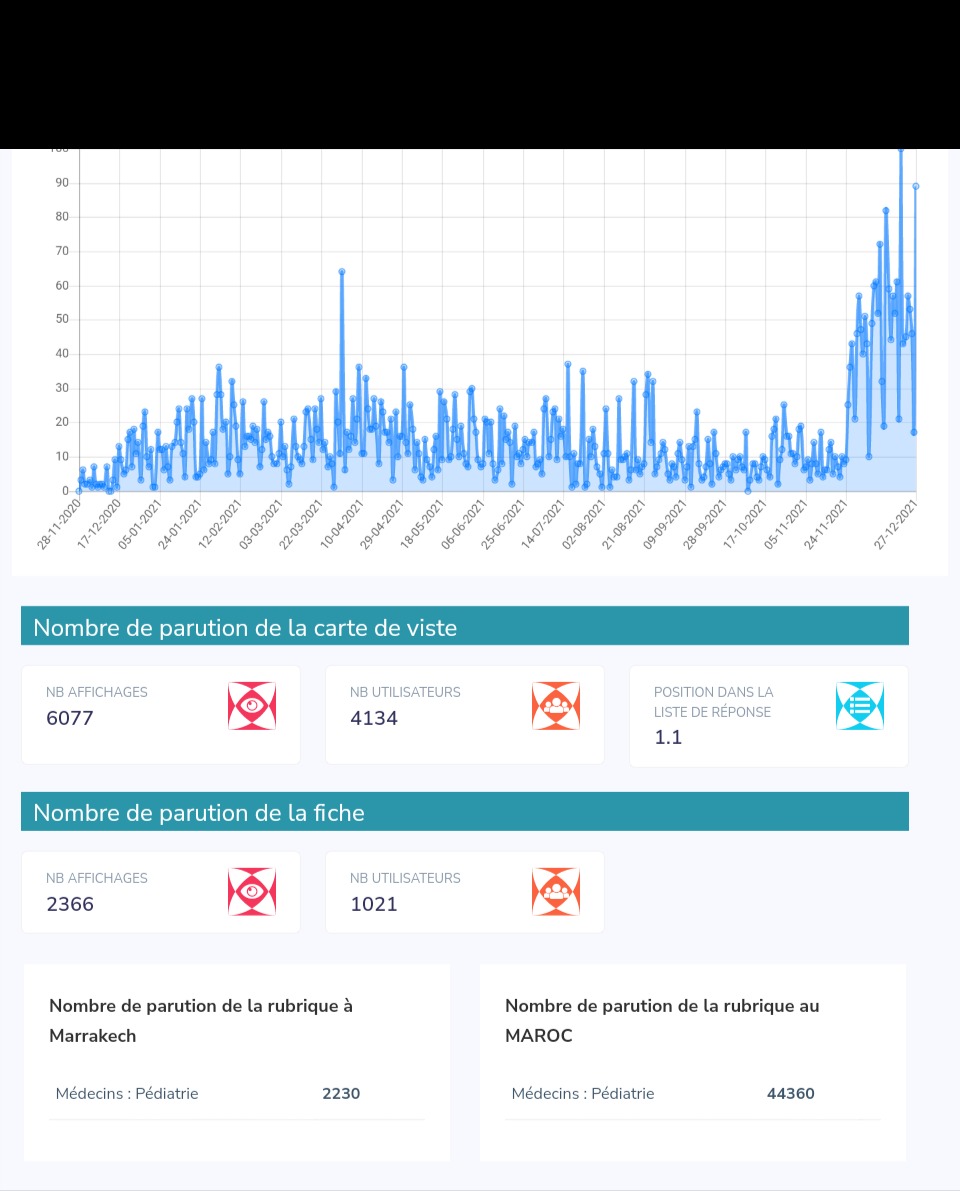 90
80
70
60
50
40
30
20
10
0
28-11-2020
17-12-2020
05-01-2021
24-01-2021
12-02-2021
03-03-2021
22-03-2021
10-04-2021
29-04-2021
18-05-2021
06-06-2021
25-06-2021
14-07-2021
02-08-2021
21-08-2021
09-09-2021
28-09-2021
17-10-2021
05-11-2021
24-11-2021
27-12-2021
Nombre de parution de la carte de viste
NB AFFICHAGES
6077
NB UTILISATEURS
4134
POSITION DANS LA
LISTE DE RÉPONSE
1.1
Nombre de parution de la fiche
NB AFFICHAGES
2366
NB UTILISATEURS
1021
Nombre de parution de la rubrique à
Marrakech
Médecins : Pédiatrie 2230
Nombre de parution de la rubrique au
MAROC
Médecins : Pédiatrie 44360